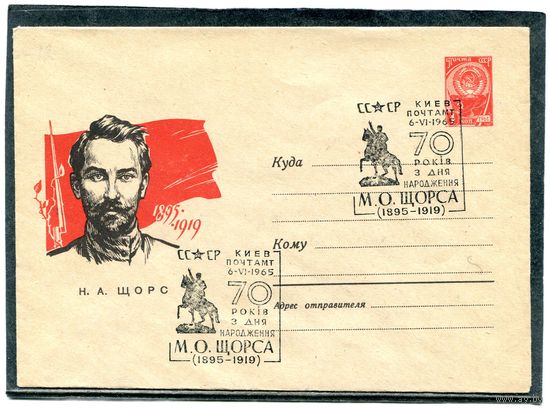 ПОЧТА СССР
1961
СС☆СР КИЕВ
ПОЧТАМТ
6-VI-1965
70
РОКІВ
З ДНЯ
НАРОДЖЕННЯ
М.О. ЩОРСА
(1895-1919)
Куда
Кому
Адрес отправителя
1895-
1919
Н. А. ЩОРС
СС☆СР КИЕВ
ПОЧТАМТ
6-VI-1965
70
РОКІВ
З ДНЯ
НАРОДЖЕННЯ
М.О. ЩОРСА
(1895-1919)